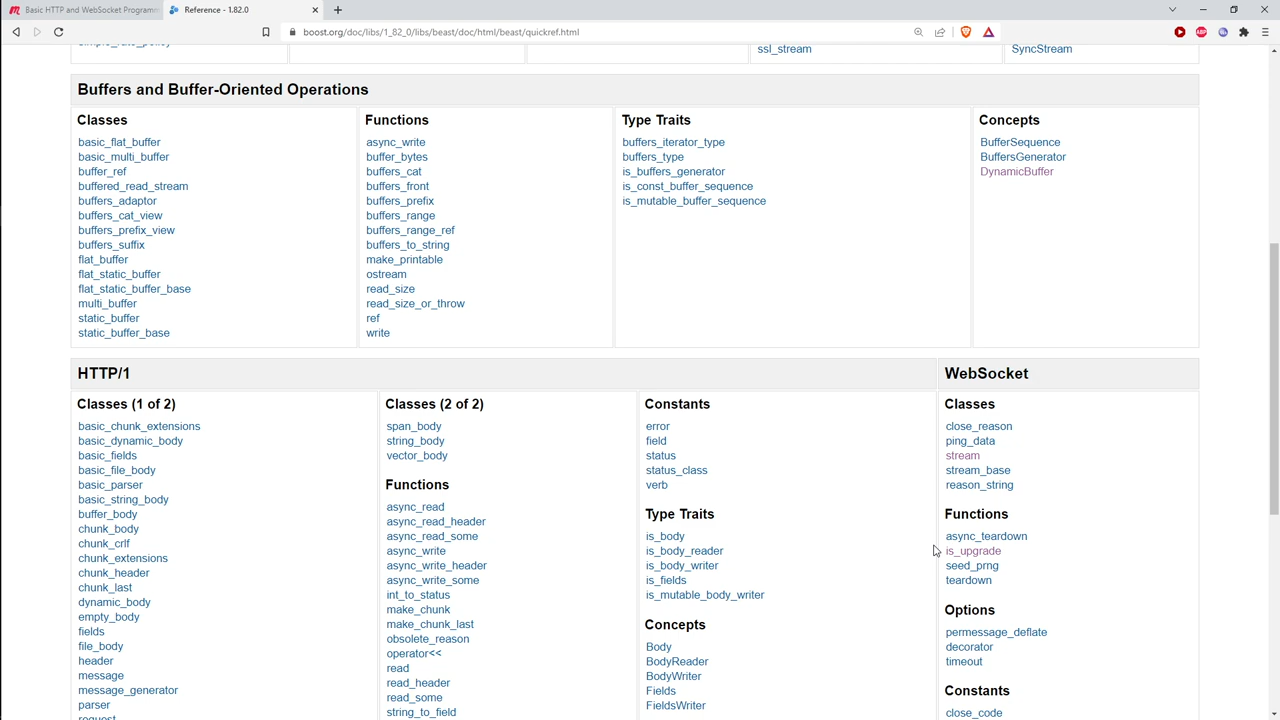 Basic HTTP and WebSocket Programm
Reference - 1.82.0
boost.org/doc/libs/1_82_0/libs/beast/doc/html/beast/quickref.html
simple_rate_policy
ssl_stream
SyncStream
Buffers and Buffer-Oriented Operations
Classes
basic_flat_buffer
basic_multi_buffer
buffer_ref
buffered_read_stream
buffers_adaptor
buffers_cat_view
buffers_prefix_view
buffers_suffix
flat_buffer
flat_static_buffer
flat_static_buffer_base
multi_buffer
static_buffer
static_buffer_base
Functions
async_write
buffer_bytes
buffers_cat
buffers_front
buffers_prefix
buffers_range
buffers_range_ref
buffers_to_string
make_printable
ostream
read_size
read_size_or_throw
ref
write
Type Traits
buffers_iterator_type
buffers_type
is_buffers_generator
is_const_buffer_sequence
is_mutable_buffer_sequence
Concepts
BufferSequence
BuffersGenerator
DynamicBuffer
HTTP/1
Classes (1 of 2)
basic_chunk_extensions
basic_dynamic_body
basic_fields
basic_file_body
basic_parser
basic_string_body
buffer_body
chunk_body
chunk_crlf
chunk_extensions
chunk_header
chunk_last
dynamic_body
empty_body
fields
file_body
header
message
message_generator
parser
request
Classes (2 of 2)
span_body
string_body
vector_body
Functions
async_read
async_read_header
async_read_some
async_write
async_write_header
async_write_some
int_to_status
make_chunk
make_chunk_last
obsolete_reason
operator<<
read
read_header
read_some
string_to_field
Constants
error
field
status
status_class
verb
Type Traits
is_body
is_body_reader
is_body_writer
is_fields
is_mutable_body_writer
Concepts
Body
BodyReader
BodyWriter
Fields
FieldsWriter
WebSocket
Classes
close_reason
ping_data
stream
stream_base
reason_string
Functions
async_teardown
is_upgrade
seed_prng
teardown
Options
permessage_deflate
decorator
timeout
Constants
close_code